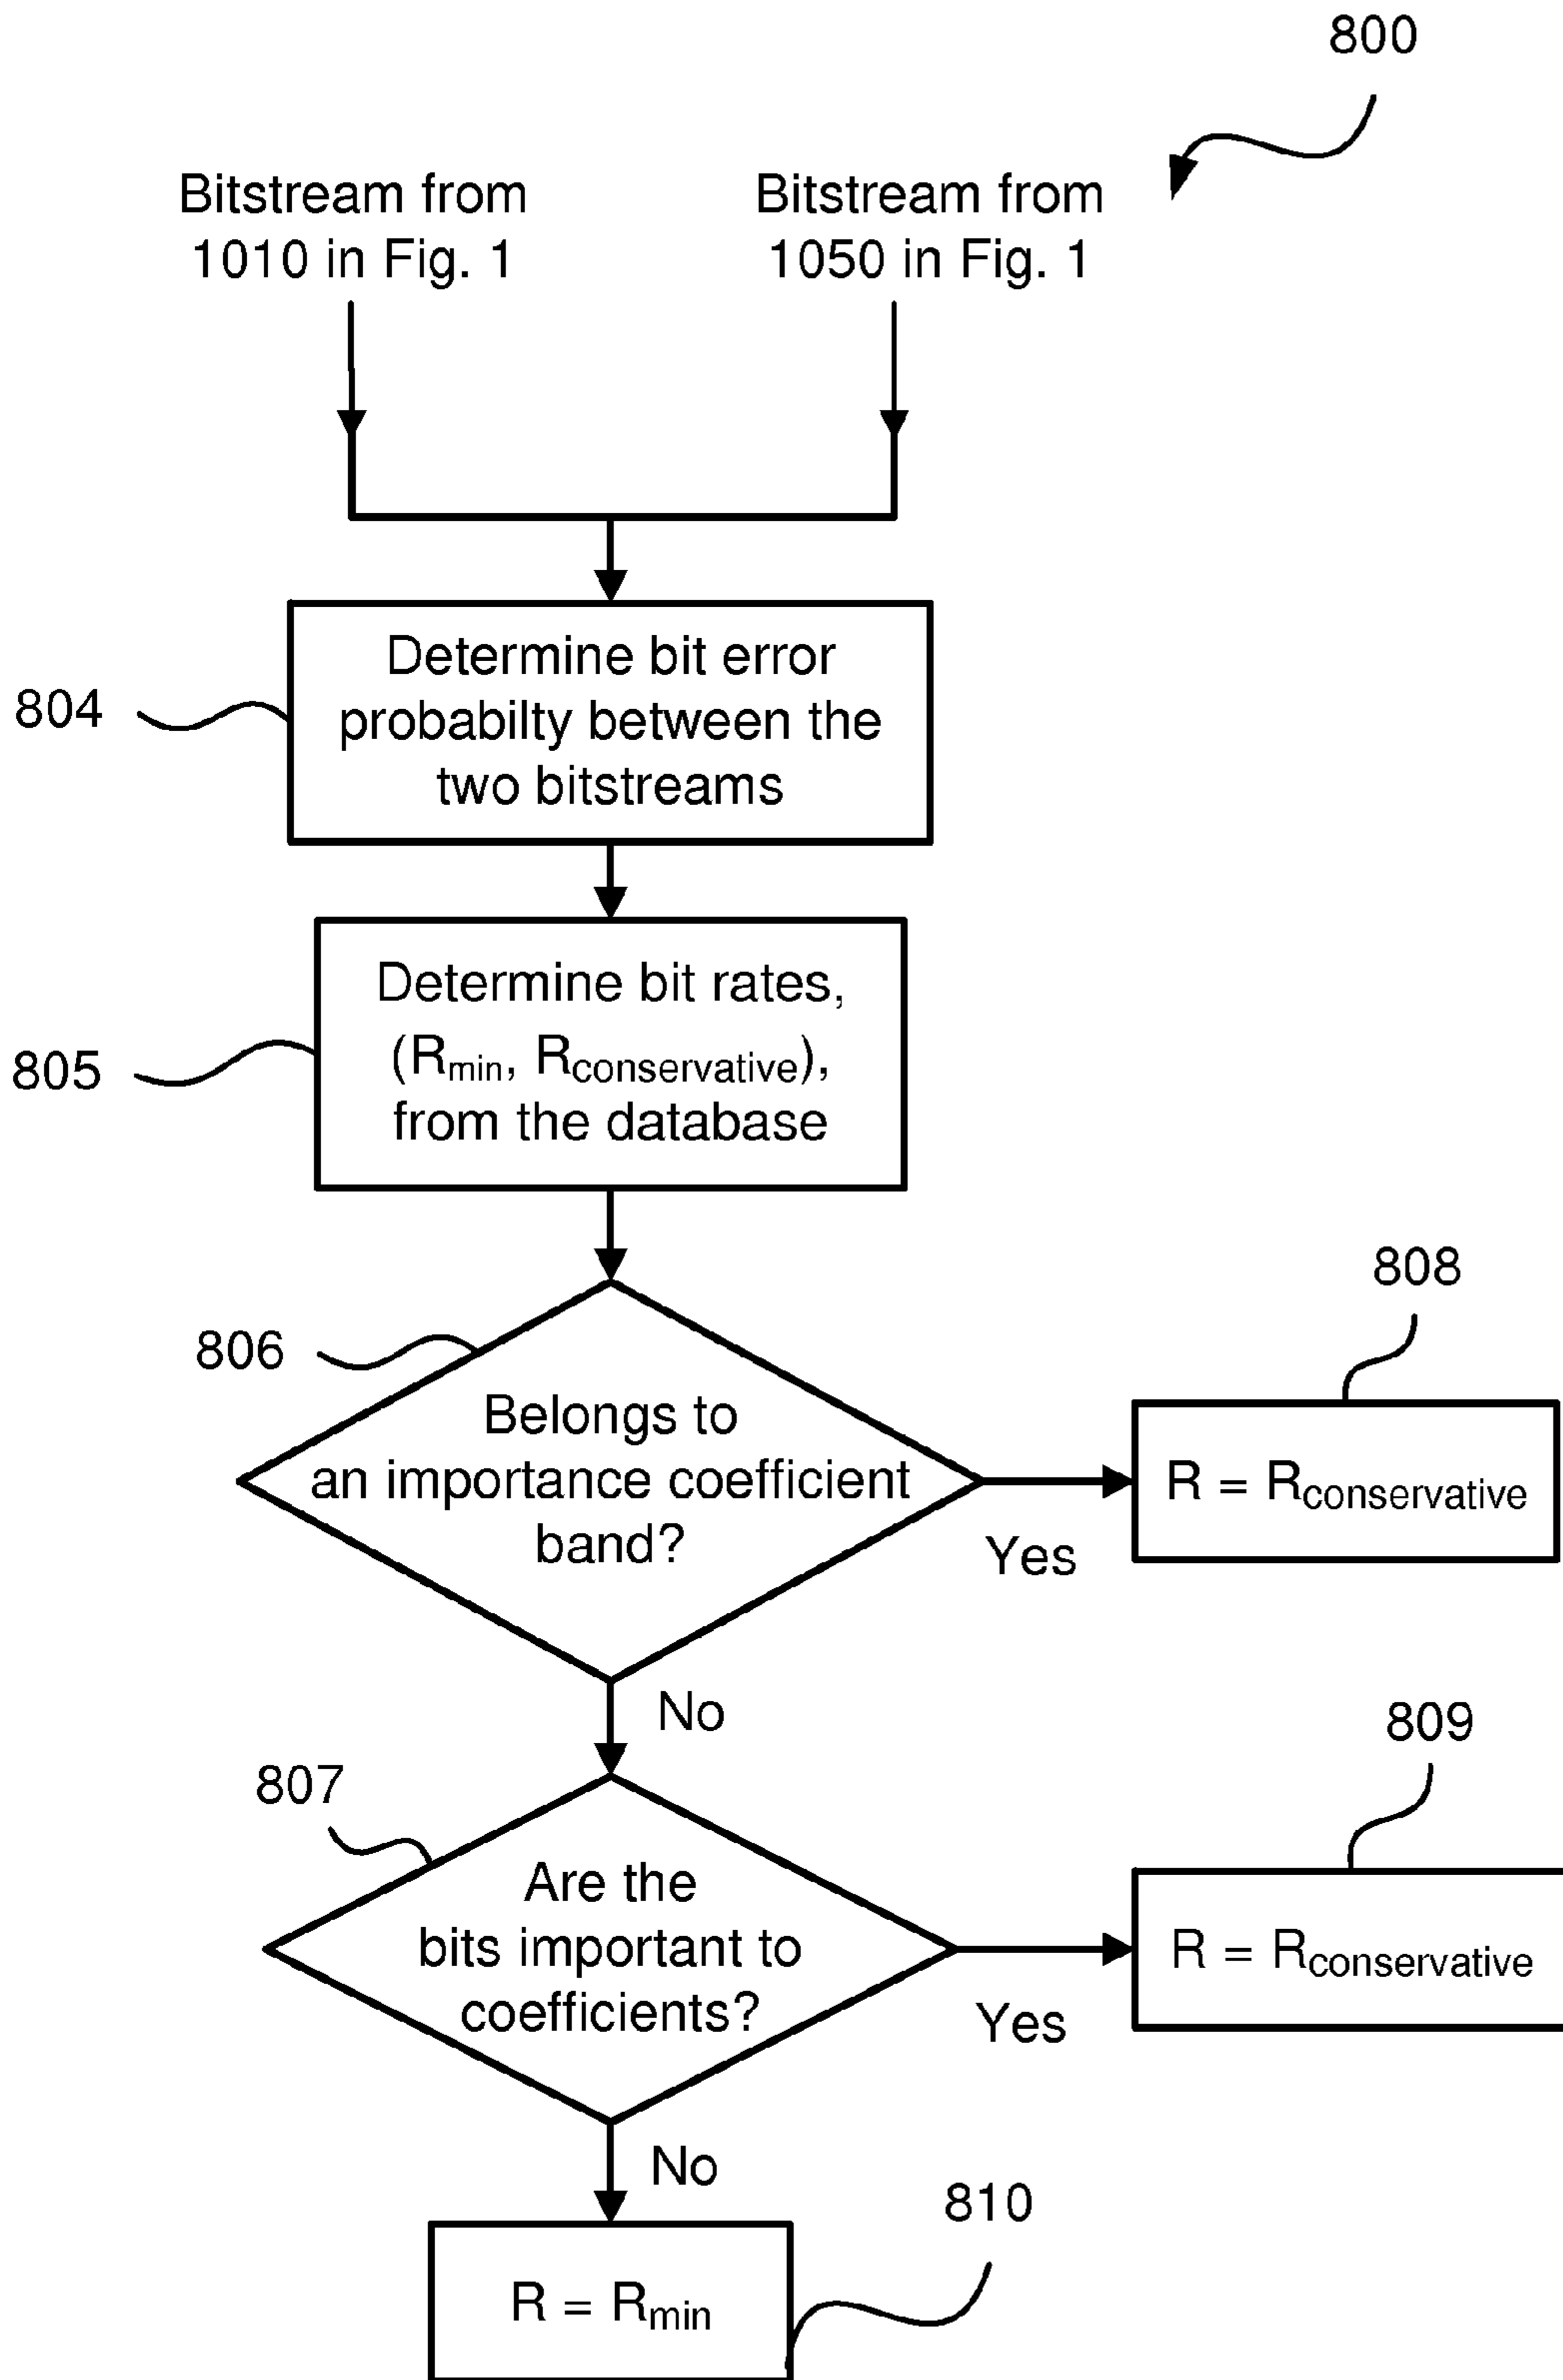 800
Bitstream from
1010 in Fig. 1
Bitstream from
1050 in Fig. 1
804
Determine bit error
probabilty between the
two bitstreams
805
Determine bit rates,
(Rmin, Rconservative),
from the database
806
Belongs to
an importance coefficient
band?
Yes
808
R = Rconservative
No
807
Are the
bits important to
coefficients?
Yes
809
R = Rconservative
No
810
R = Rmin